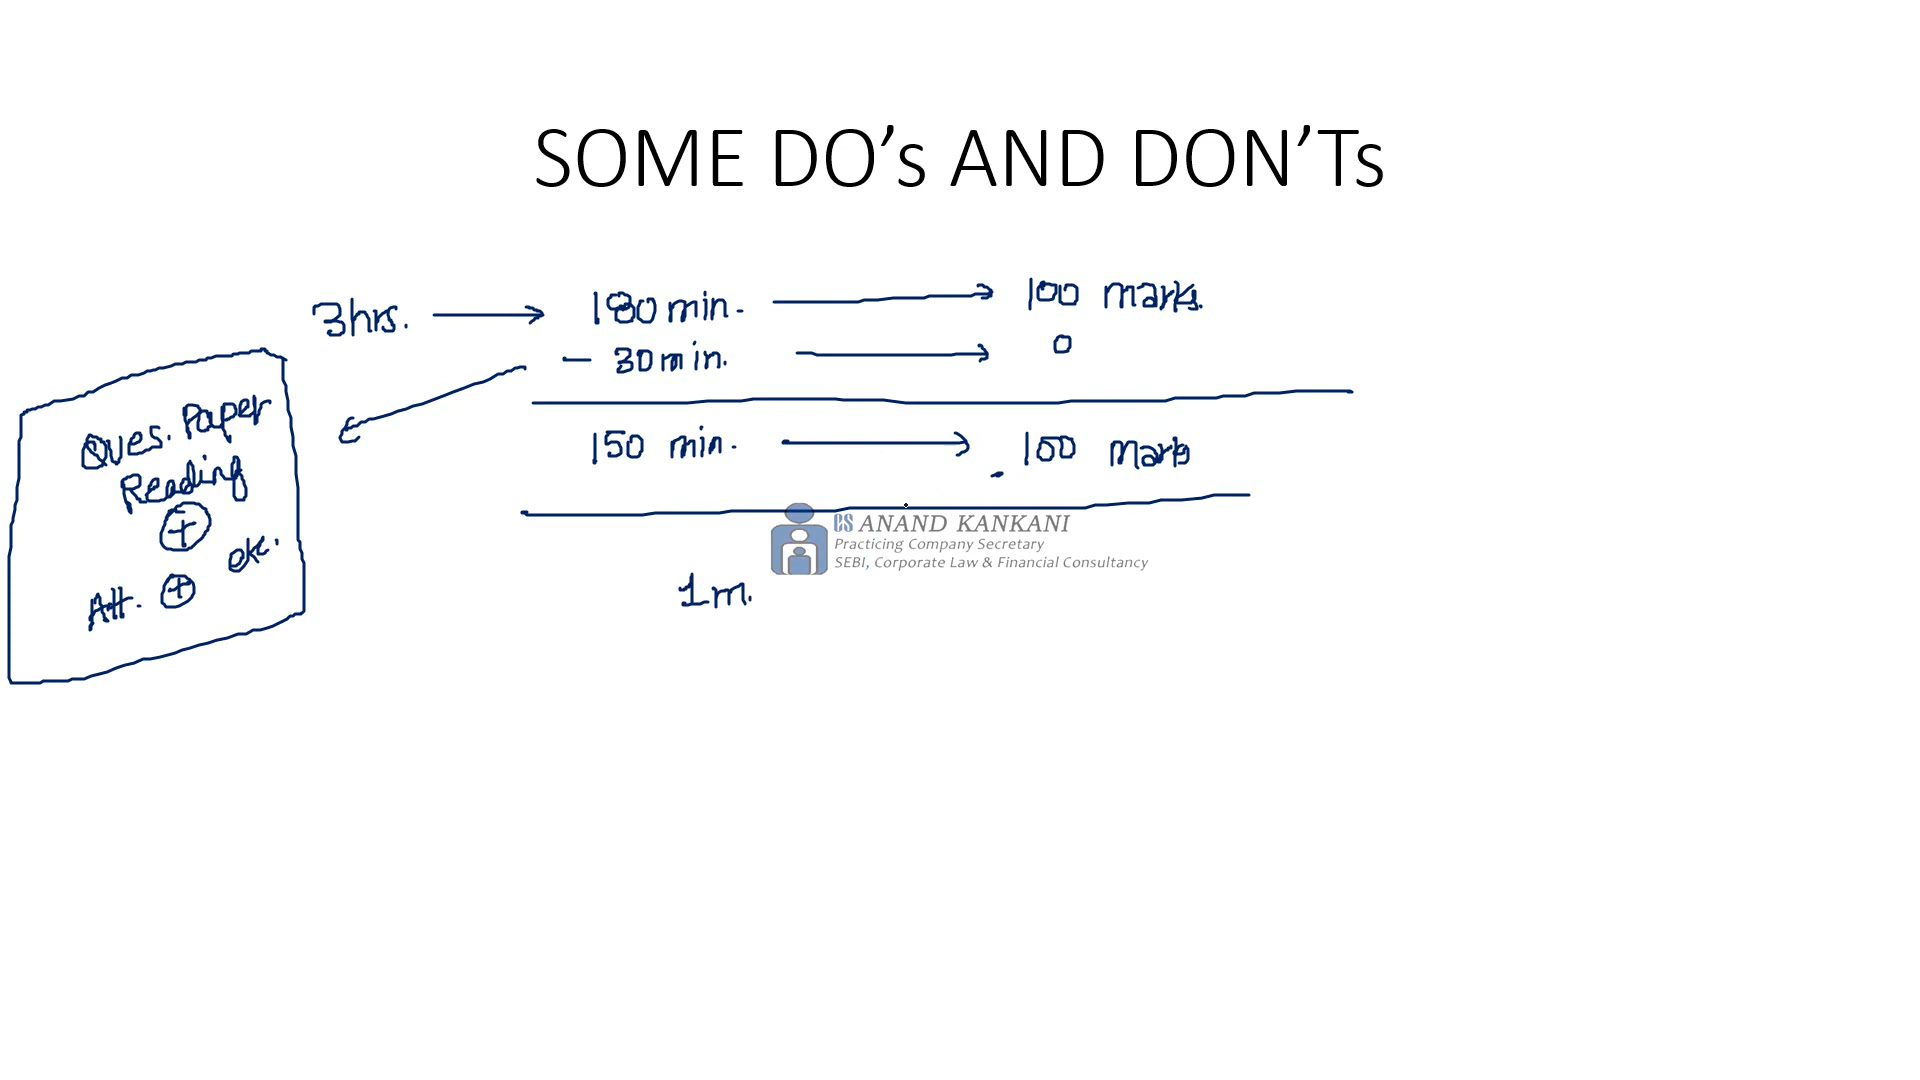 SOME DO’s AND DON’Ts
3hrs. 180 min. 100 marks.
- 30 min. 0
150 min. 100 marks
Ques. Paper
Reading
+
etc.
Att. +
CS ANAND KANKANI
Practicing Company Secretary
SEBI, Corporate Law & Financial Consultancy
1m.